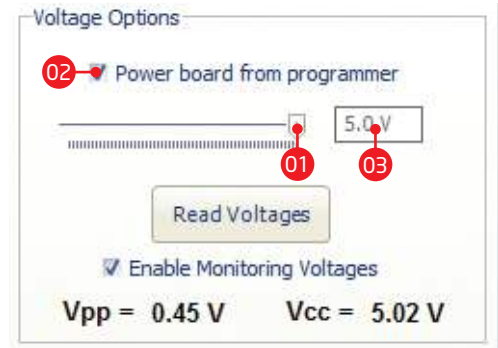 Voltage Options
02 Power board from programmer
5.0 V
01 03
Read Voltages
Enable Monitoring Voltages
Vpp = 0.45 V Vcc = 5.02 V